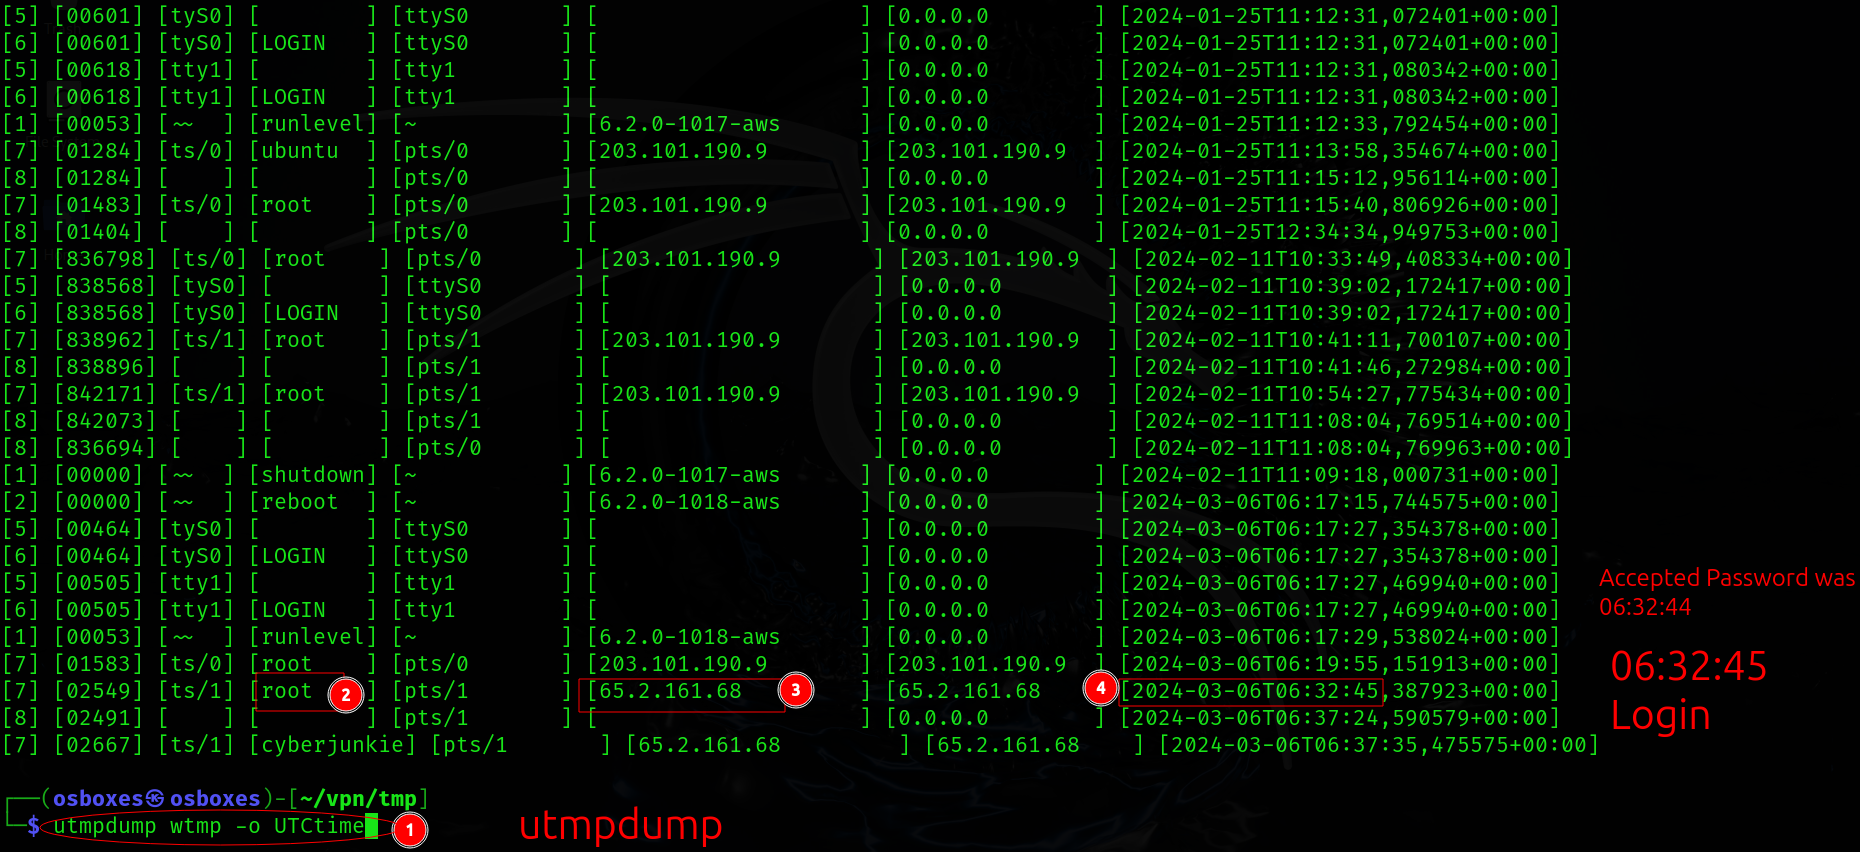 [5] [00601] [tyS0] [        ] [ttyS0       ] [                    ] [0.0.0.0        ] [2024-01-25T11:12:31,072401+00:00]
[6] [00601] [tyS0] [LOGIN   ] [ttyS0       ] [                    ] [0.0.0.0        ] [2024-01-25T11:12:31,072401+00:00]
[5] [00618] [tty1] [        ] [tty1        ] [                    ] [0.0.0.0        ] [2024-01-25T11:12:31,080342+00:00]
[6] [00618] [tty1] [LOGIN   ] [tty1        ] [                    ] [0.0.0.0        ] [2024-01-25T11:12:31,080342+00:00]
[1] [00053] [~~  ] [runlevel] [~           ] [6.2.0-1017-aws      ] [0.0.0.0        ] [2024-01-25T11:12:33,792454+00:00]
[7] [01284] [ts/0] [ubuntu  ] [pts/0       ] [203.101.190.9       ] [203.101.190.9  ] [2024-01-25T11:13:58,354674+00:00]
[8] [01284] [    ] [        ] [pts/0       ] [                    ] [0.0.0.0        ] [2024-01-25T11:15:12,956114+00:00]
[7] [01483] [ts/0] [root    ] [pts/0       ] [203.101.190.9       ] [203.101.190.9  ] [2024-01-25T11:15:40,806926+00:00]
[8] [01404] [    ] [        ] [pts/0       ] [                    ] [0.0.0.0        ] [2024-01-25T12:34:34,949753+00:00]
[7] [836798] [ts/0] [root    ] [pts/0       ] [203.101.190.9       ] [203.101.190.9  ] [2024-02-11T10:33:49,408334+00:00]
[5] [838568] [tyS0] [        ] [ttyS0       ] [                    ] [0.0.0.0        ] [2024-02-11T10:39:02,172417+00:00]
[6] [838568] [tyS0] [LOGIN   ] [ttyS0       ] [                    ] [0.0.0.0        ] [2024-02-11T10:39:02,172417+00:00]
[7] [838962] [ts/1] [root    ] [pts/1       ] [203.101.190.9       ] [203.101.190.9  ] [2024-02-11T10:41:11,700107+00:00]
[8] [838896] [    ] [        ] [pts/1       ] [                    ] [0.0.0.0        ] [2024-02-11T10:41:46,272984+00:00]
[7] [842171] [ts/1] [root    ] [pts/1       ] [203.101.190.9       ] [203.101.190.9  ] [2024-02-11T10:54:27,775434+00:00]
[8] [842073] [    ] [        ] [pts/1       ] [                    ] [0.0.0.0        ] [2024-02-11T11:08:04,769514+00:00]
[8] [836694] [    ] [        ] [pts/0       ] [                    ] [0.0.0.0        ] [2024-02-11T11:08:04,769963+00:00]
[1] [00000] [~~  ] [shutdown] [~           ] [6.2.0-1017-aws      ] [0.0.0.0        ] [2024-02-11T11:09:18,000731+00:00]
[2] [00000] [~~  ] [reboot  ] [~           ] [6.2.0-1018-aws      ] [0.0.0.0        ] [2024-03-06T06:17:15,744575+00:00]
[5] [00464] [tyS0] [        ] [ttyS0       ] [                    ] [0.0.0.0        ] [2024-03-06T06:17:27,354378+00:00]
[6] [00464] [tyS0] [LOGIN   ] [ttyS0       ] [                    ] [0.0.0.0        ] [2024-03-06T06:17:27,354378+00:00]
[5] [00505] [tty1] [        ] [tty1        ] [                    ] [0.0.0.0        ] [2024-03-06T06:17:27,469940+00:00]
[6] [00505] [tty1] [LOGIN   ] [tty1        ] [                    ] [0.0.0.0        ] [2024-03-06T06:17:27,469940+00:00]
[1] [00053] [~~  ] [runlevel] [~           ] [6.2.0-1018-aws      ] [0.0.0.0        ] [2024-03-06T06:17:29,538024+00:00]
[7] [01583] [ts/0] [root    ] [pts/0       ] [203.101.190.9       ] [203.101.190.9  ] [2024-03-06T06:19:55,151913+00:00]
[7] [02549] [ts/1] [root 2  ] [pts/1       ] [65.2.161.68 3       ] [65.2.161.68    4 [2024-03-06T06:32:45,387923+00:00]
[8] [02491] [    ] [        ] [pts/1       ] [                    ] [0.0.0.0        ] [2024-03-06T06:37:24,590579+00:00]
[7] [02667] [ts/1] [cyberjunkie] [pts/1       ] [65.2.161.68         ] [65.2.161.68    ] [2024-03-06T06:37:35,475575+00:00]
Accepted Password was
06:32:44
06:32:45
Login
┌──(osboxes㉿osboxes)-[~/vpn/tmp]
└─$ utmpdump wtmp -o UTCtime 1
utmpdump